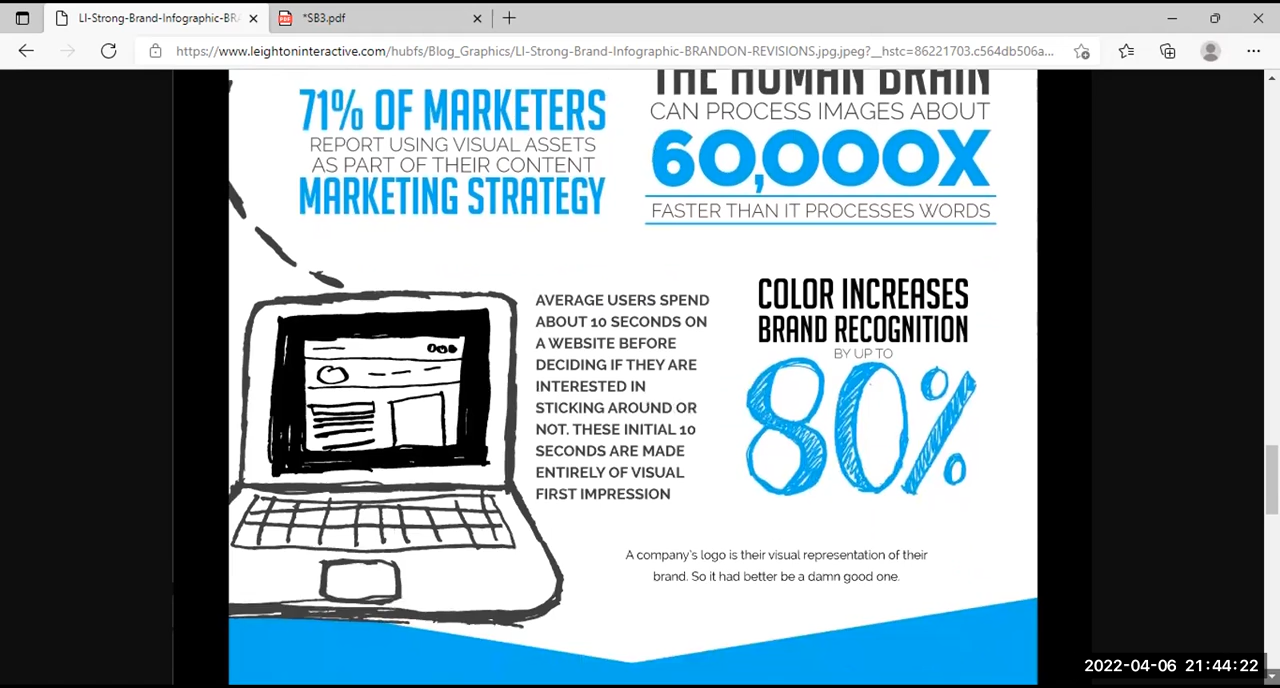 LI-Strong-Brand-Infographic-BRA
*SB3.pdf
https://www.leightoninteractive.com/hubfs/Blog_Graphics/LI-Strong-Brand-Infographic-BRANDON-REVISIONS.jpg.jpeg?__hstc=86221703.c564db506a...
71% OF MARKETERS
REPORT USING VISUAL ASSETS
AS PART OF THEIR CONTENT
MARKETING STRATEGY
THE HUMAN BRAIN
CAN PROCESS IMAGES ABOUT
60,000X
FASTER THAN IT PROCESSES WORDS
AVERAGE USERS SPEND
ABOUT 10 SECONDS ON
A WEBSITE BEFORE
DECIDING IF THEY ARE
INTERESTED IN
STICKING AROUND OR
NOT. THESE INITIAL 10
SECONDS ARE MADE
ENTIRELY OF VISUAL
FIRST IMPRESSION
COLOR INCREASES
BRAND RECOGNITION
BY UP TO
80%
A company's logo is their visual representation of their
brand. So it had better be a damn good one.
2022-04-06 21:44:22